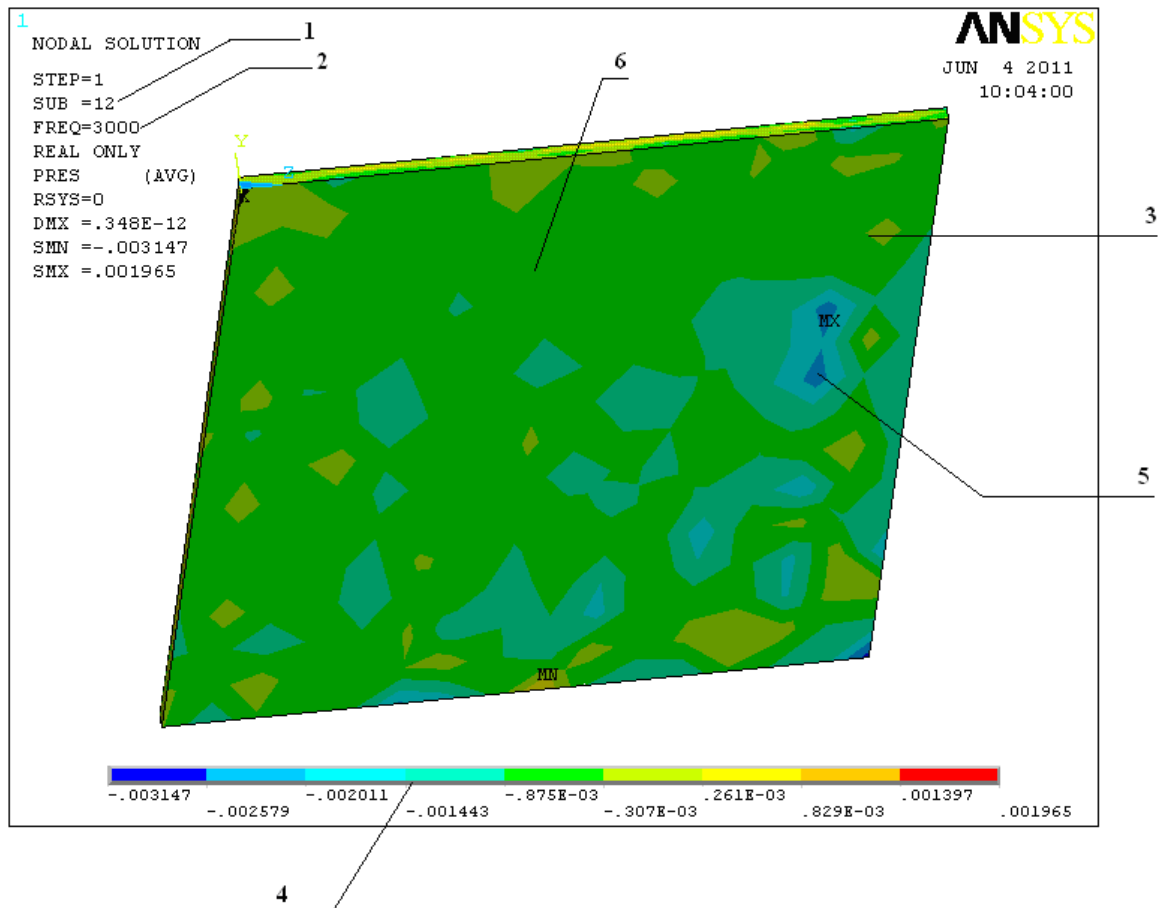 1
NODAL SOLUTION
STEP=1
SUB =12
FREQ=3000
REAL ONLY
PRES (AVG)
RSYS=0
DMX =.348E-12
SMN =-.003147
SMX =.001965
1
2
6
ANSYS
JUN 4 2011
10:04:00
Y
Z
X
3
MX
5
MN
-.003147 -.002011 -.875E-03 .261E-03 .001397
-.002579 -.001443 -.307E-03 .829E-03 .001965
4